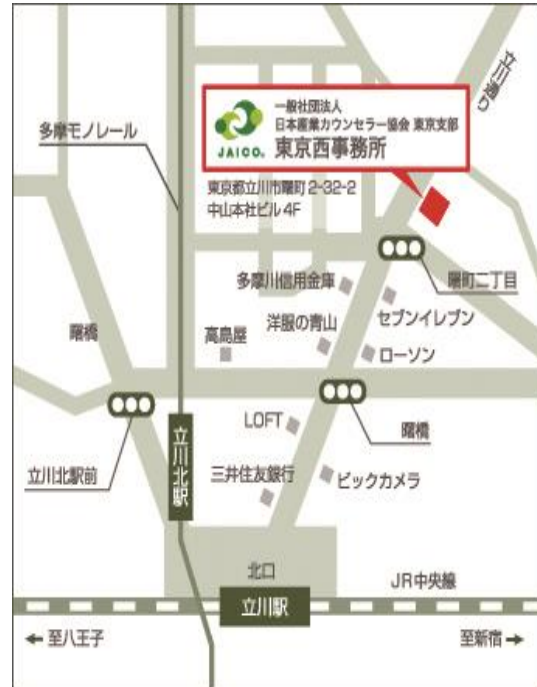 立川通り
一般社団法人
日本産業カウンセラー協会 東京支部
JAICO®
東京西事務所
多摩モノレール
東京都立川市曙町2-32-2
中山本社ビル4F
曙町二丁目
多摩川信用金庫
セブンイレブン
洋服の青山
曙橋
高島屋
ローソン
LOFT
曙橋
立川北駅前
立川北駅
三井住友銀行
ビックカメラ
北口
JR中央線
立川駅
←至八王子
至新宿→